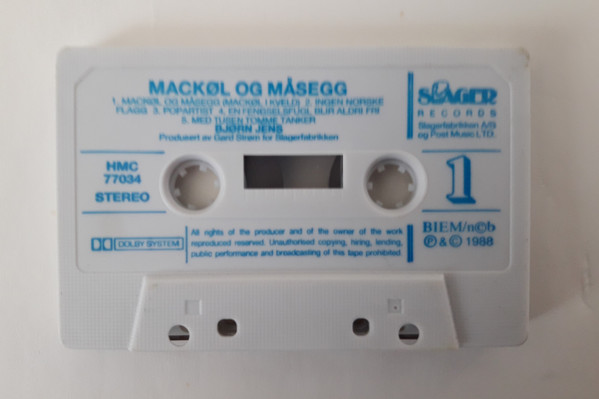 MACKØL OG MÅSEGG
1. MACKØL OG MÅSEGG (MACKØL I KVELD) 2. INGEN NORSKE
FLAGG 3. POPARTIST 4. EN FENGSELSFUGL BLIR ALDRI FRI
5. MED TUSEN TOMME TANKER
BJØRN JENS
Produsert av Gard Strøm for Slagerfabrikken
SLAGER
RECORDS
Slagerfabrikken A/S
og Post Music LTD.
HMC
77034
STEREO
1
DOLBY SYSTEM
All rights of the producer and of the owner of the work
reproduced reserved. Unauthorised copying, hiring, lending,
public performance and broadcasting of this tape prohibited.
BIEM/n©b
℗ & © 1988